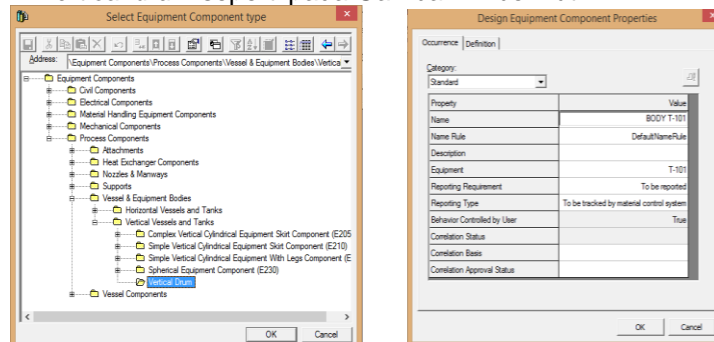 Select Equipment Component type
Address: \Equipment Components\Process Components\Vessel & Equipment Bodies\Vertica
Equipment Components
Civil Components
Electrical Components
Material Handling Equipment Components
Mechanical Components
Process Components
Attachments
Heat Exchanger Components
Nozzles & Manways
Supports
Vessel & Equipment Bodies
Horizontal Vessels and Tanks
Vertical Vessels and Tanks
Complex Vertical Cylindrical Equipment Skirt Component (E205
Simple Vertical Cylindrical Equipment Skirt Component (E210)
Simple Vertical Cylindrical Equipment With Legs Component (E
Spherical Equipment Component (E230)
Vertical Drum
Vessel Components
OK Cancel
Design Equipment Component Properties
Occurrence Definition
Category:
Standard
Property Value
Name BODY T-101
Name Rule DefaultNameRule
Description
Equipment T-101
Reporting Requirement To be reported
Reporting Type To be tracked by material control system
Behavior Controlled by User True
Correlation Status
Correlation Basis
Correlation Approval Status
OK Cancel